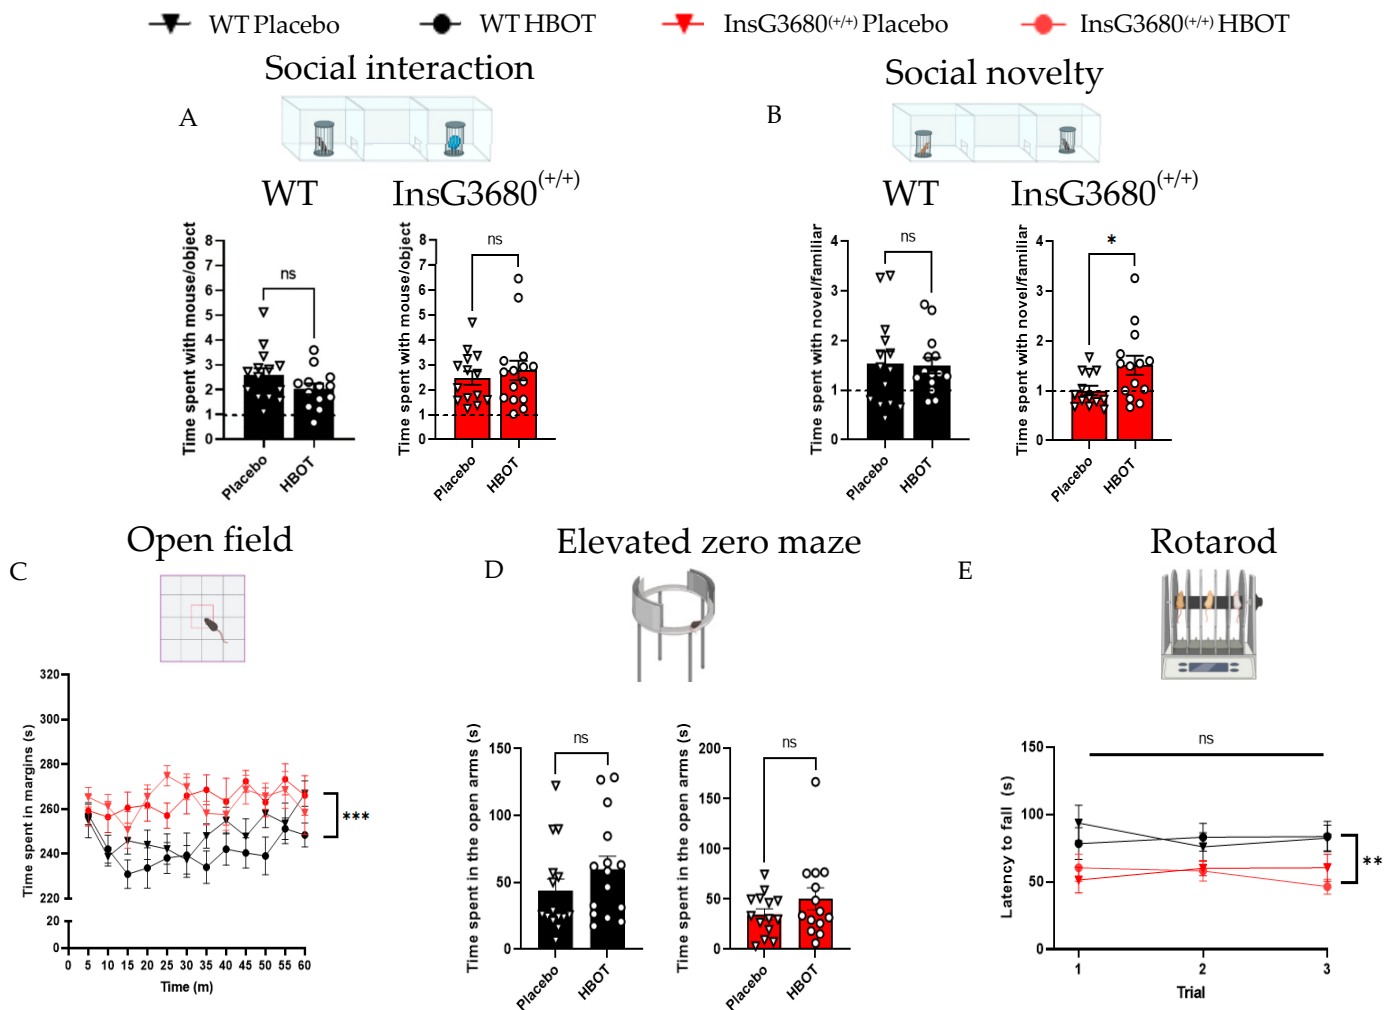 WT Placebo
WT HBOT
InsG3680(+/+) Placebo
InsG3680(+/+) HBOT
Social interaction
Social novelty
A
B
WT
InsG3680(+/+)
WT
InsG3680(+/+)
Time spent with mouse/object
8
7
6
5
4
3
2
1
0
ns
Placebo
HBOT
Time spent with mouse/object
8
7
6
5
4
3
2
1
0
ns
Placebo
HBOT
Time spent with novel/familiar
4
3
2
1
0
ns
Placebo
HBOT
Time spent with novel/familiar
4
3
2
1
0
*
Placebo
HBOT
Open field
Elevated zero maze
Rotarod
C
D
E
Time spent in margins (s)
320
300
280
260
240
220
20
0
***
0 5 10 15 20 25 30 35 40 45 50 55 60
Time (m)
Time spent in the open arms (s)
150
100
50
0
ns
Placebo
HBOT
Time spent in the open arms (s)
200
150
100
50
0
ns
Placebo
HBOT
Latency to fall (s)
150
100
50
0
ns
**
1 2 3
Trial